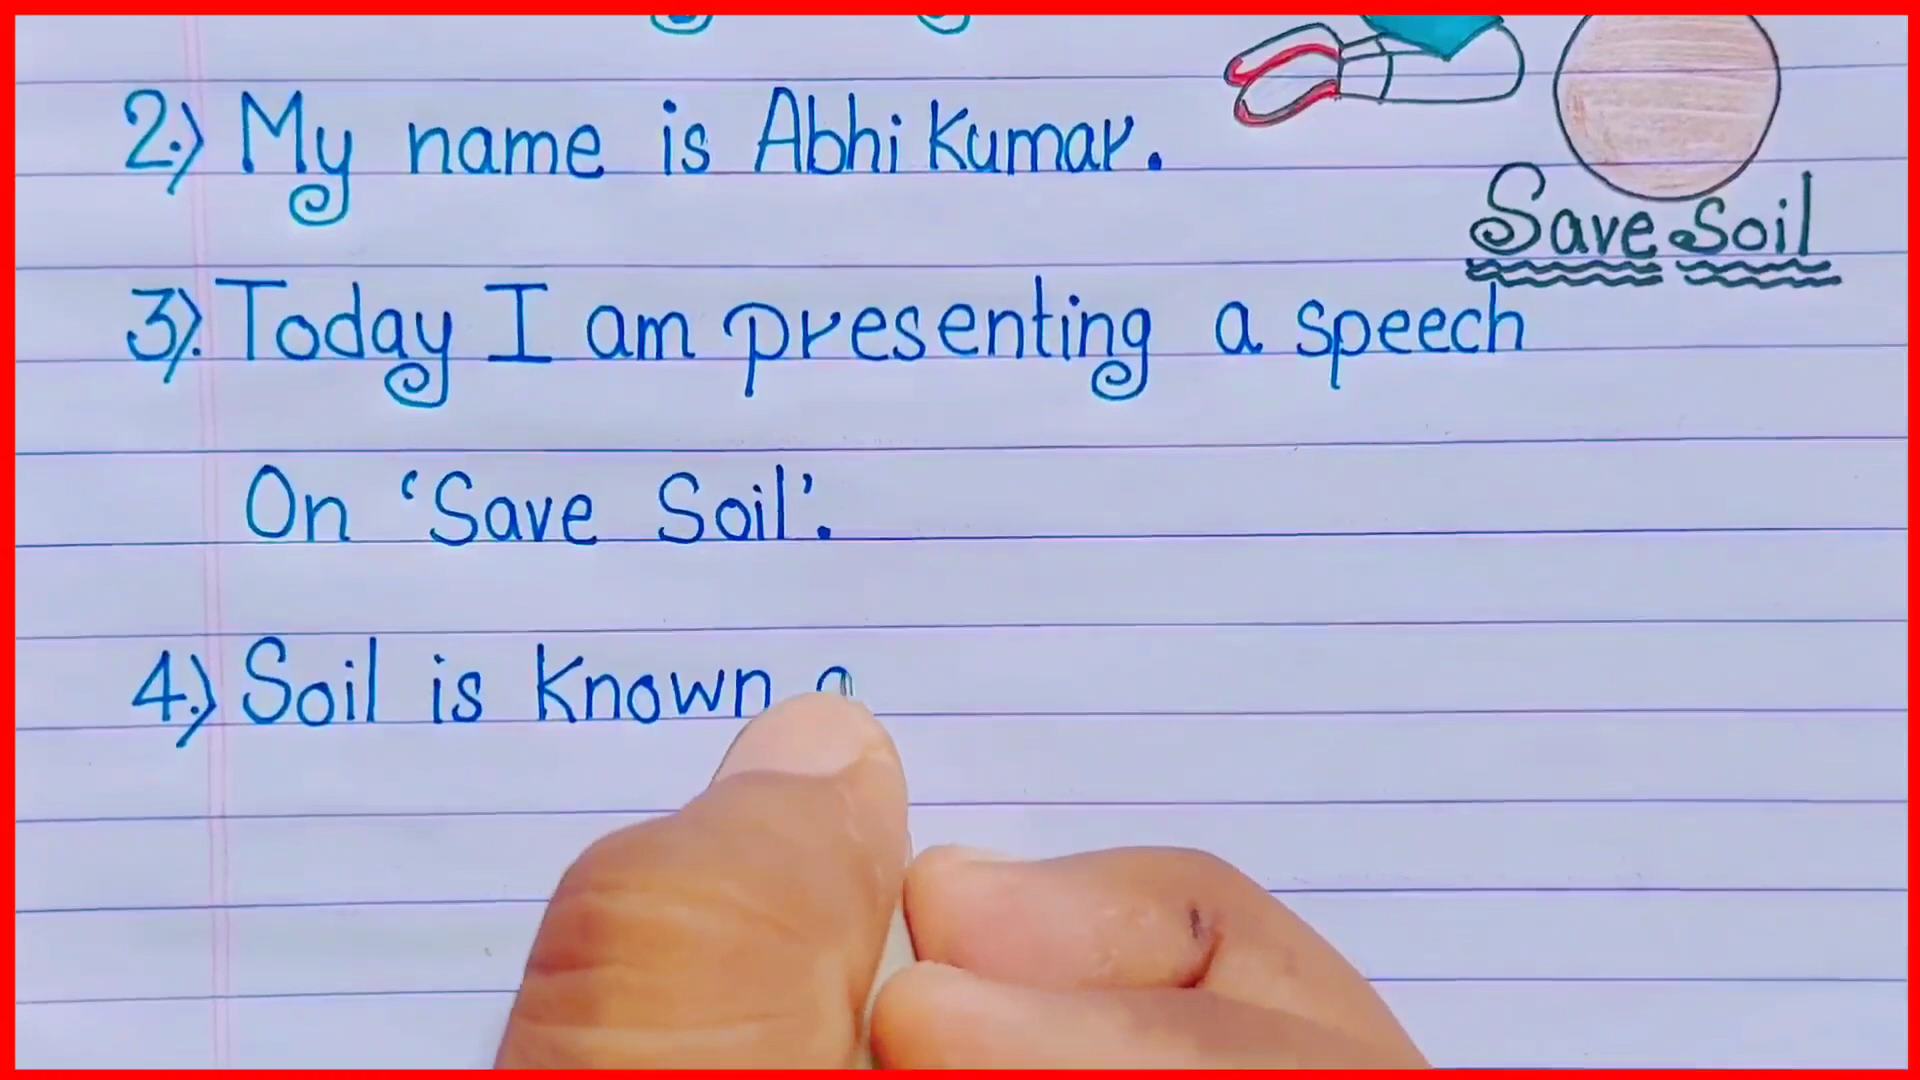 2.) My name is Abhi Kumar.
Save Soil
3). Today I am presenting a speech
On 'Save Soil'.
4.) Soil is known